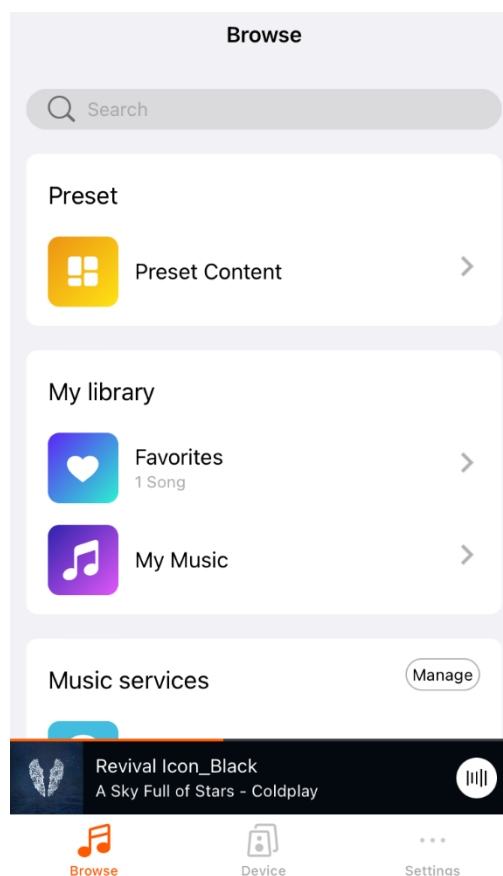 Browse
Search
Preset
Preset Content
My library
Favorites
1 Song
My Music
Music services
Manage
Revival Icon_Black
A Sky Full of Stars - Coldplay
Browse
Device
Settings